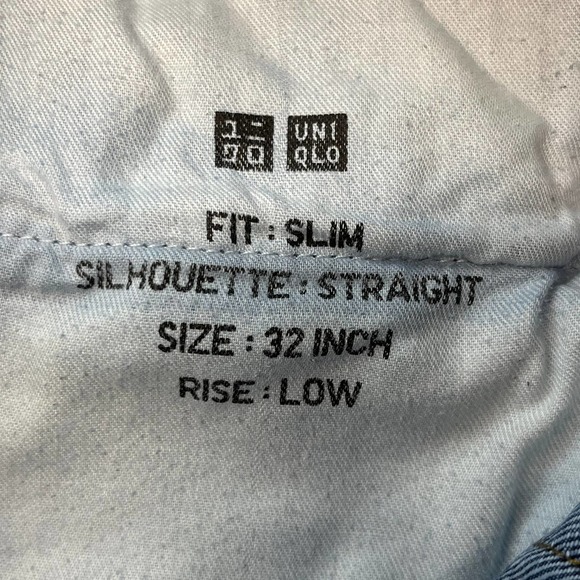 ユニ UNI
クロ QLO
FIT : SLIM
SILHOUETTE : STRAIGHT
SIZE : 32 INCH
RISE : LOW